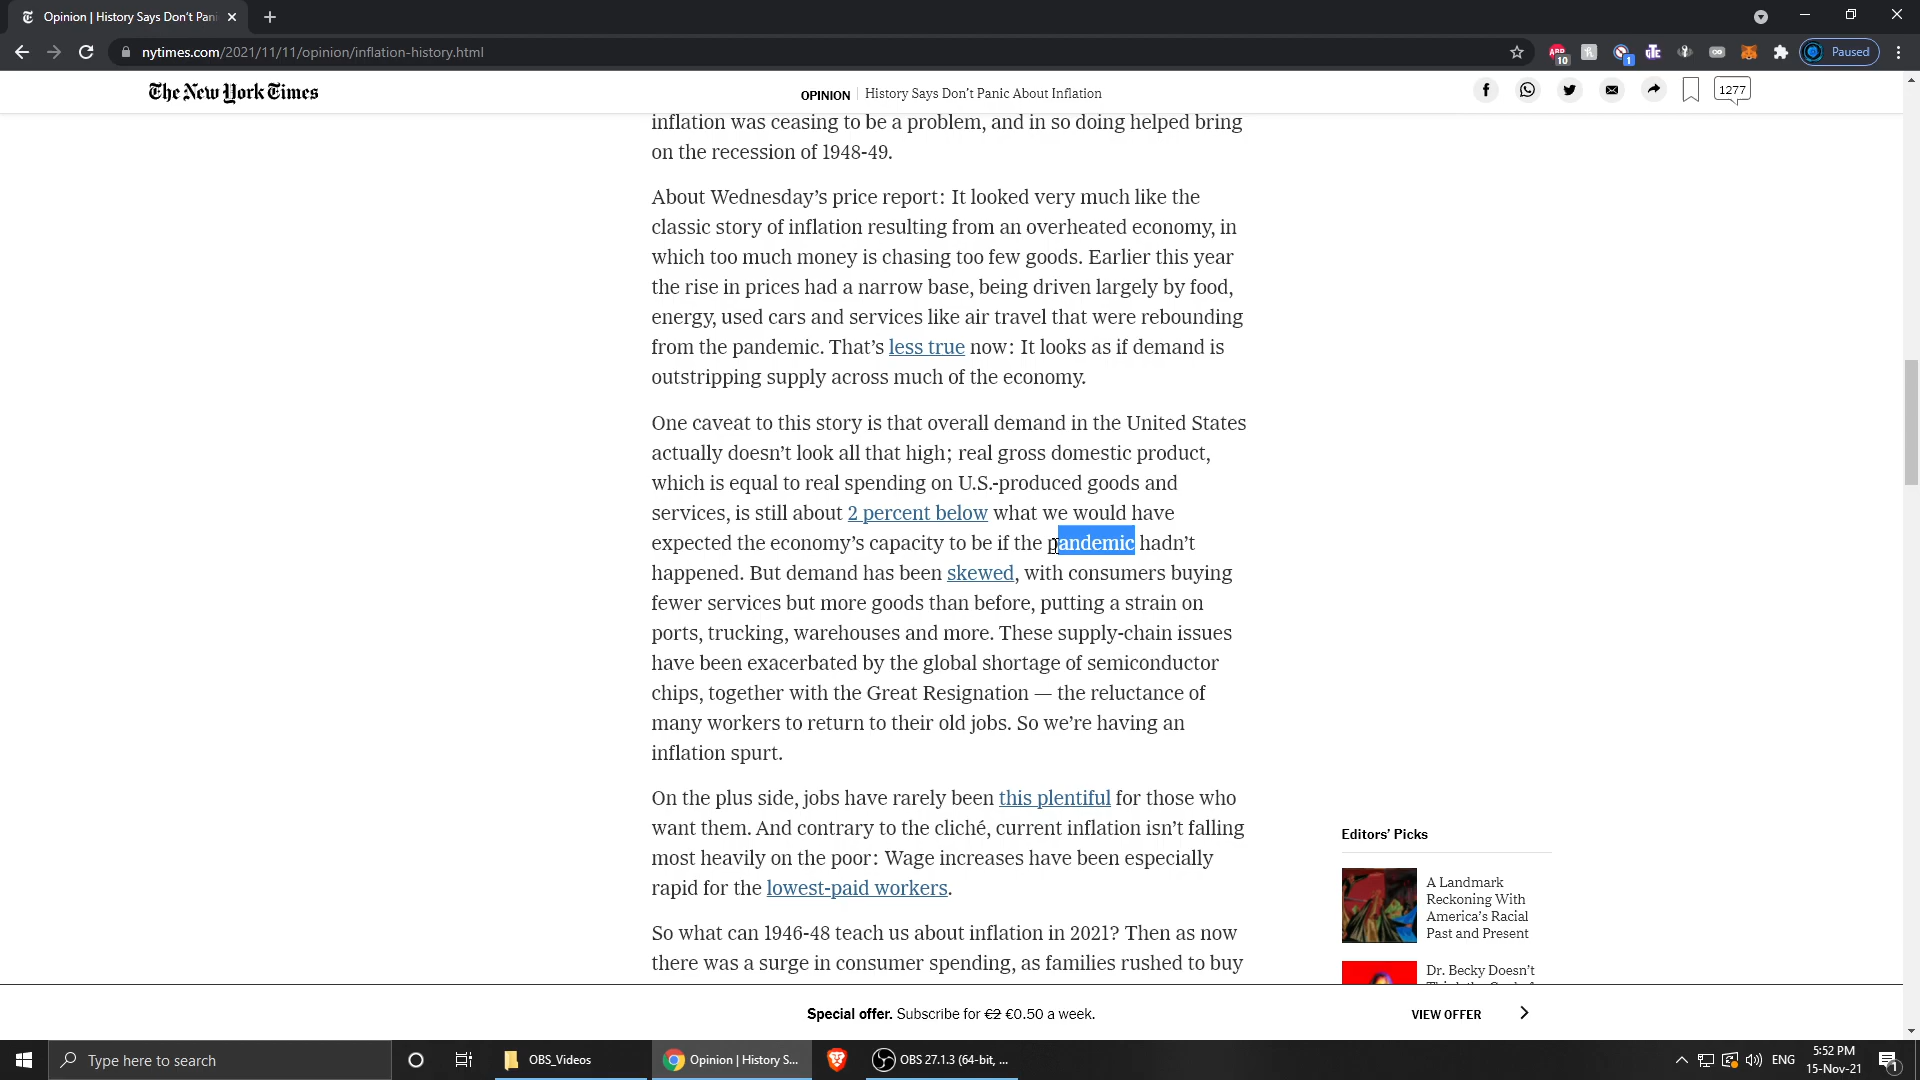 Opinion | History Says Don't Pani
nytimes.com/2021/11/11/opinion/inflation-history.html
10
1
Paused
The New York Times
OPINION
History Says Don't Panic About Inflation
1277
inflation was ceasing to be a problem, and in so doing helped bring
on the recession of 1948-49.
About Wednesday's price report: It looked very much like the
classic story of inflation resulting from an overheated economy, in
which too much money is chasing too few goods. Earlier this year
the rise in prices had a narrow base, being driven largely by food,
energy, used cars and services like air travel that were rebounding
from the pandemic. That's less true now: It looks as if demand is
outstripping supply across much of the economy.
One caveat to this story is that overall demand in the United States
actually doesn't look all that high; real gross domestic product,
which is equal to real spending on U.S.-produced goods and
services, is still about 2 percent below what we would have
expected the economy's capacity to be if the pandemic hadn't
happened. But demand has been skewed, with consumers buying
fewer services but more goods than before, putting a strain on
ports, trucking, warehouses and more. These supply-chain issues
have been exacerbated by the global shortage of semiconductor
chips, together with the Great Resignation — the reluctance of
many workers to return to their old jobs. So we're having an
inflation spurt.
On the plus side, jobs have rarely been this plentiful for those who
want them. And contrary to the cliché, current inflation isn't falling
most heavily on the poor: Wage increases have been especially
rapid for the lowest-paid workers.
So what can 1946-48 teach us about inflation in 2021? Then as now
there was a surge in consumer spending, as families rushed to buy
Editors' Picks
A Landmark
Reckoning With
America's Racial
Past and Present
Dr. Becky Doesn't
Special offer. Subscribe for €2 €0.50 a week.
VIEW OFFER
Type here to search
OBS_Videos
Opinion | History S...
OBS 27.1.3 (64-bit, ...
ENG
5:52 PM
15-Nov-21
1